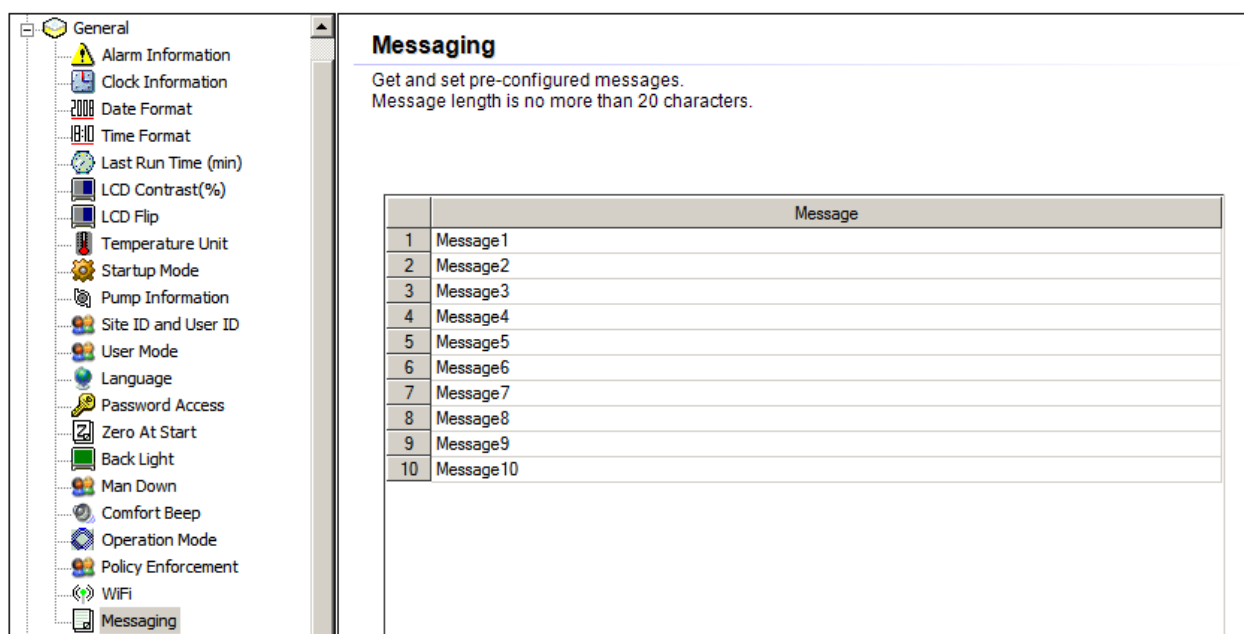 General
Alarm Information
Clock Information
2008 Date Format
18:10 Time Format
Last Run Time (min)
LCD Contrast(%)
LCD Flip
Temperature Unit
Startup Mode
Pump Information
Site ID and User ID
User Mode
Language
Password Access
Z Zero At Start
Back Light
Man Down
Comfort Beep
Operation Mode
Policy Enforcement
WiFi
Messaging
Messaging
Get and set pre-configured messages.
Message length is no more than 20 characters.
Message
1 Message1
2 Message2
3 Message3
4 Message4
5 Message5
6 Message6
7 Message7
8 Message8
9 Message9
10 Message10